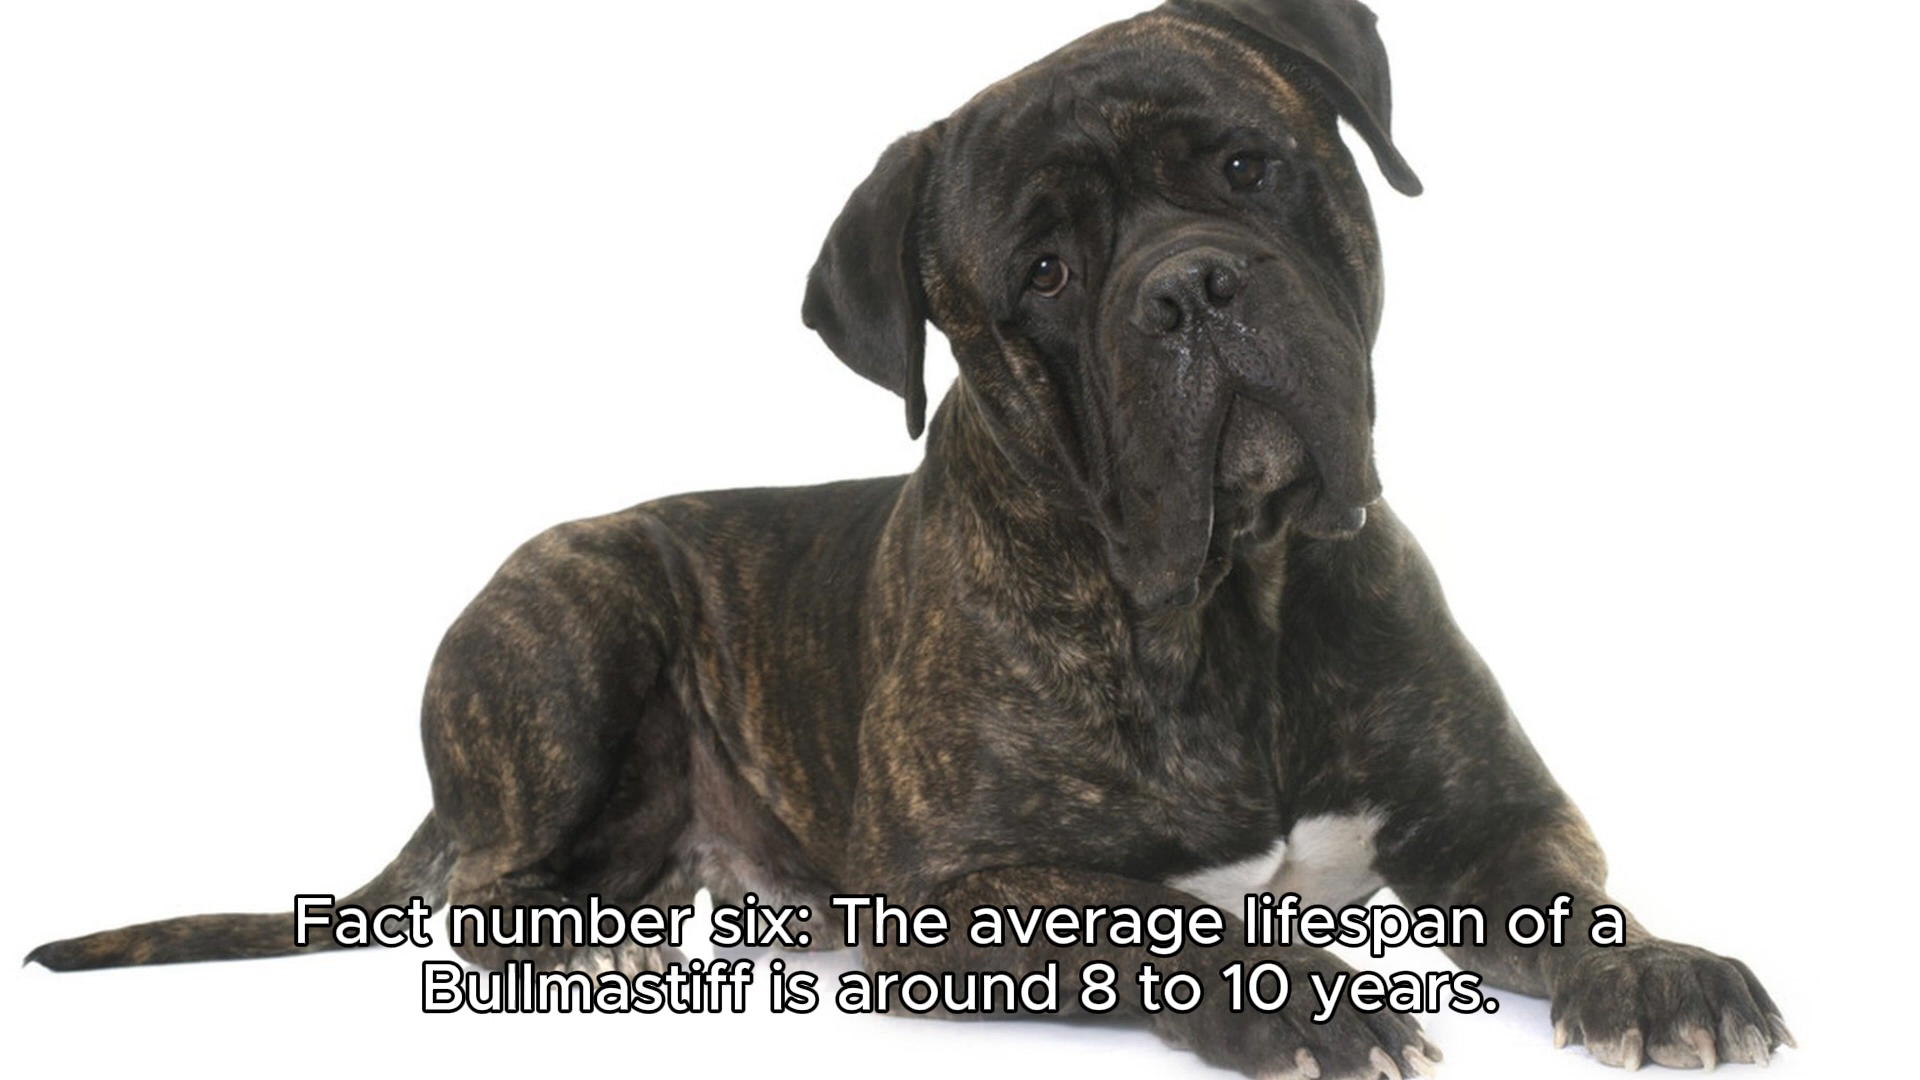 Fact number six: The average lifespan of a
Bullmastiff is around 8 to 10 years.